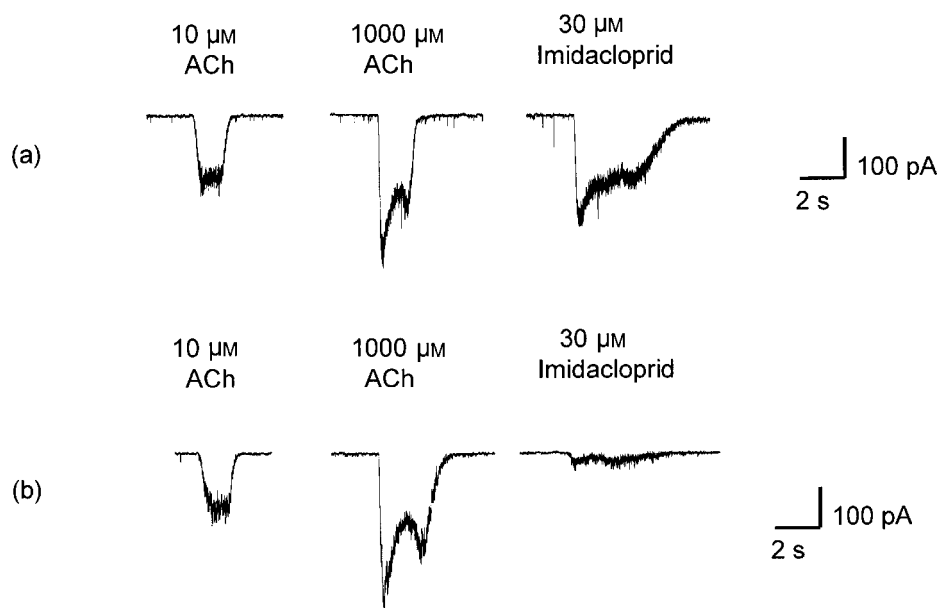 10 μM
ACh
1000 μM
ACh
30 μM
Imidacloprid
(a)
100 pA
2 s
10 μM
ACh
1000 μM
ACh
30 μM
Imidacloprid
(b)
100 pA
2 s